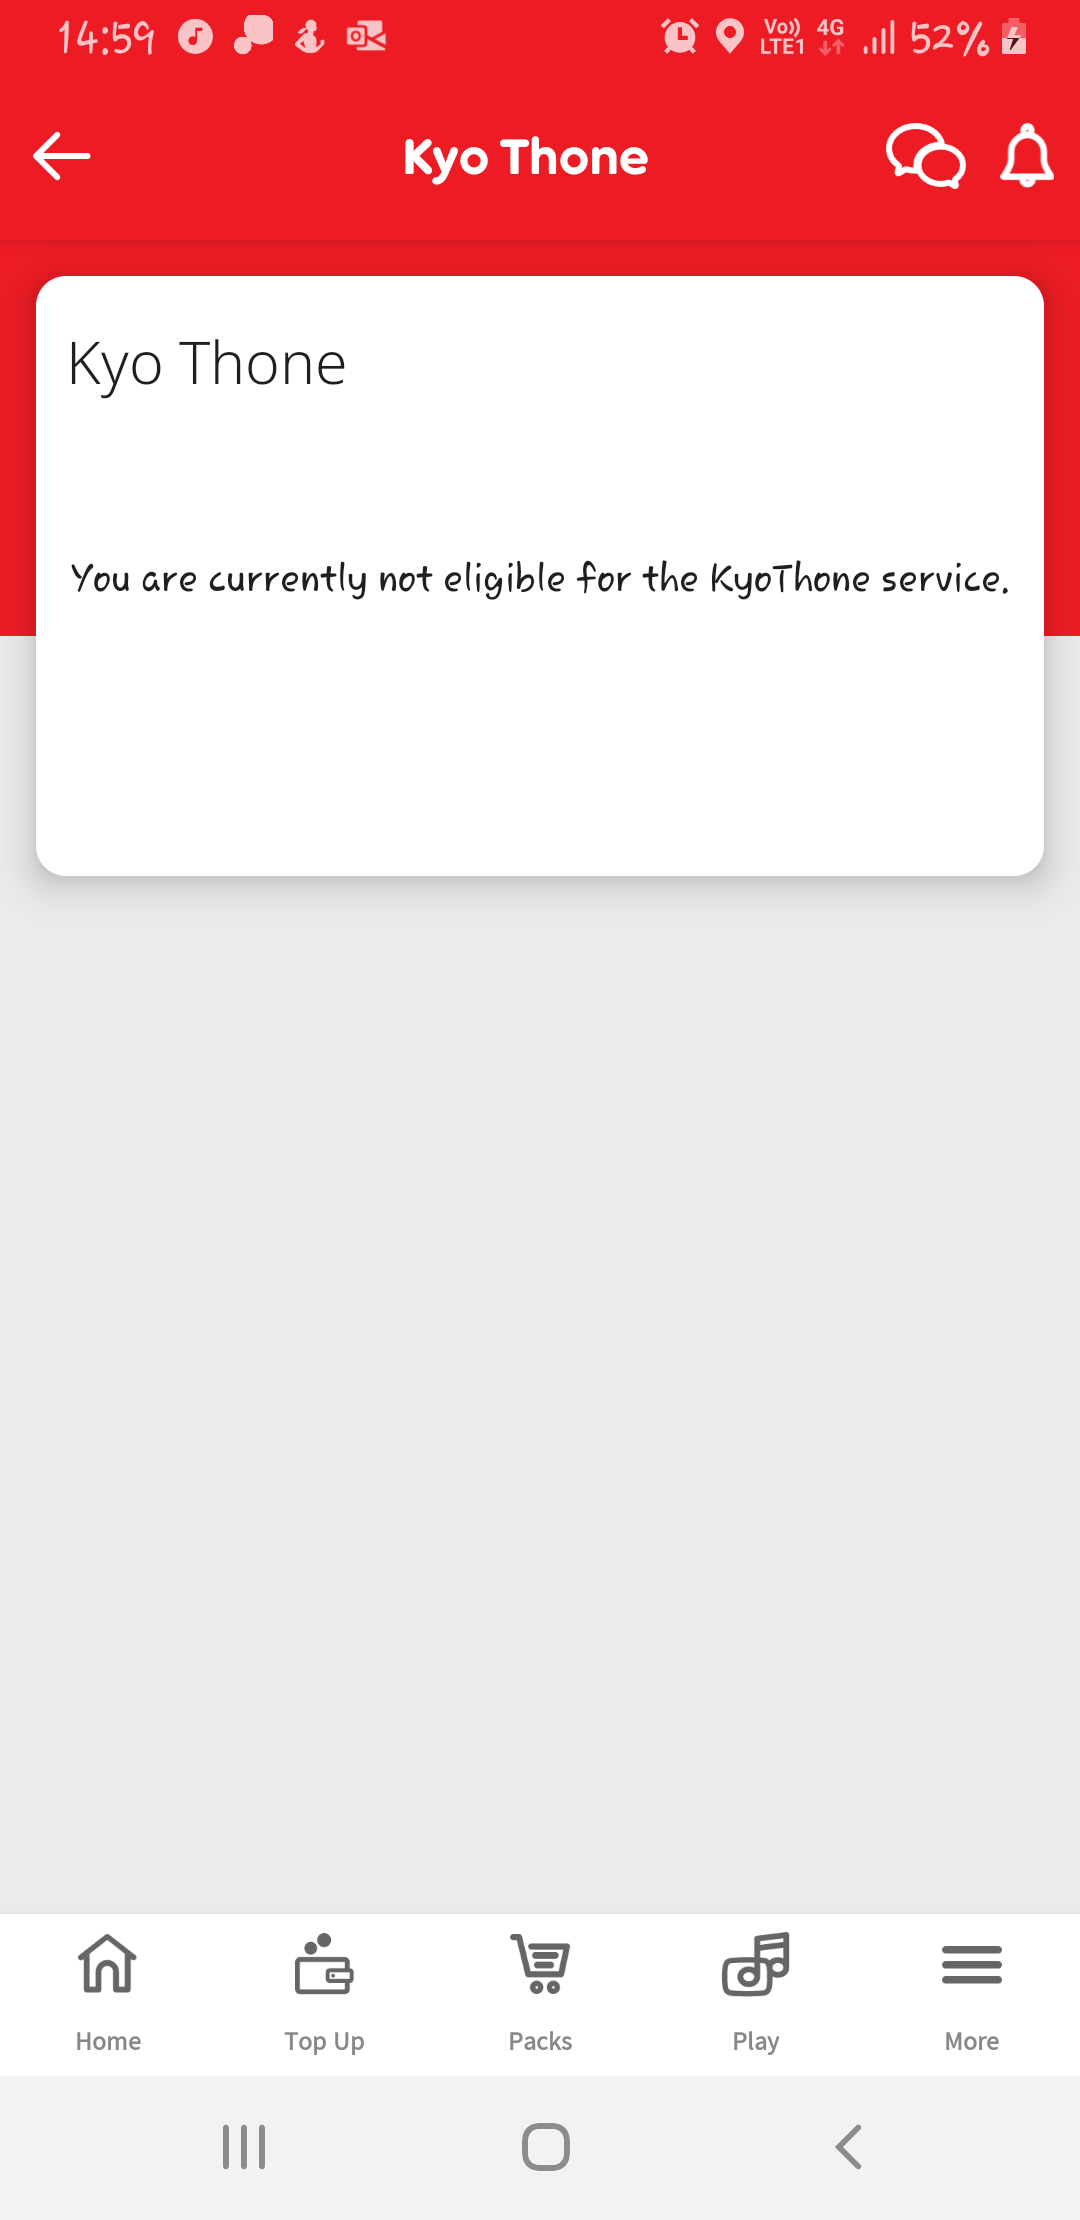 14:59
Vo)) LTE1 4G 52%
Kyo Thone
Kyo Thone
You are currently not eligible for the KyoThone service.
Home Top Up Packs Play More